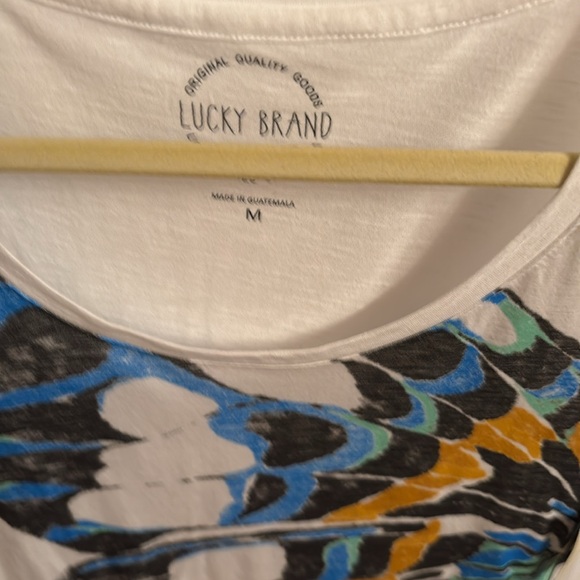 ORIGINAL QUALITY GOODS
LUCKY BRAND
MADE IN GUATEMALA
M